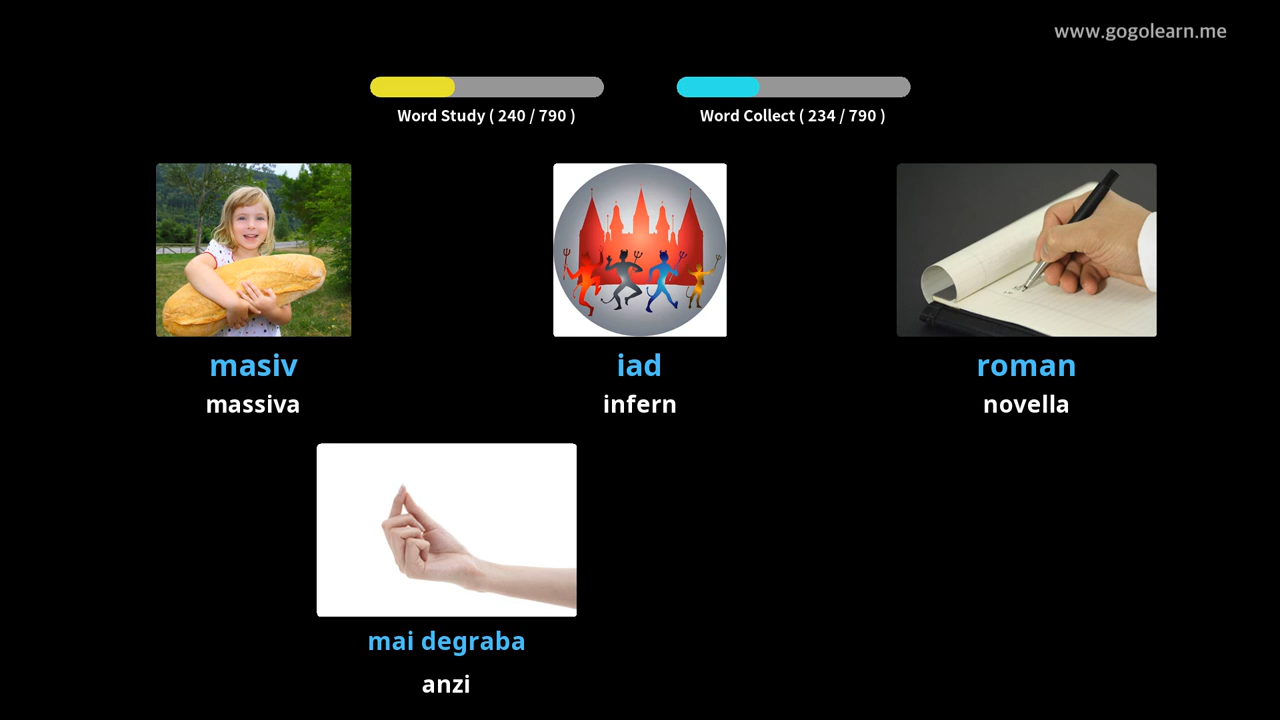 www.gogolearn.me
Word Study ( 240 / 790 )
Word Collect ( 234 / 790 )
masiv
massiva
iad
infern
roman
novella
mai degraba
anzi